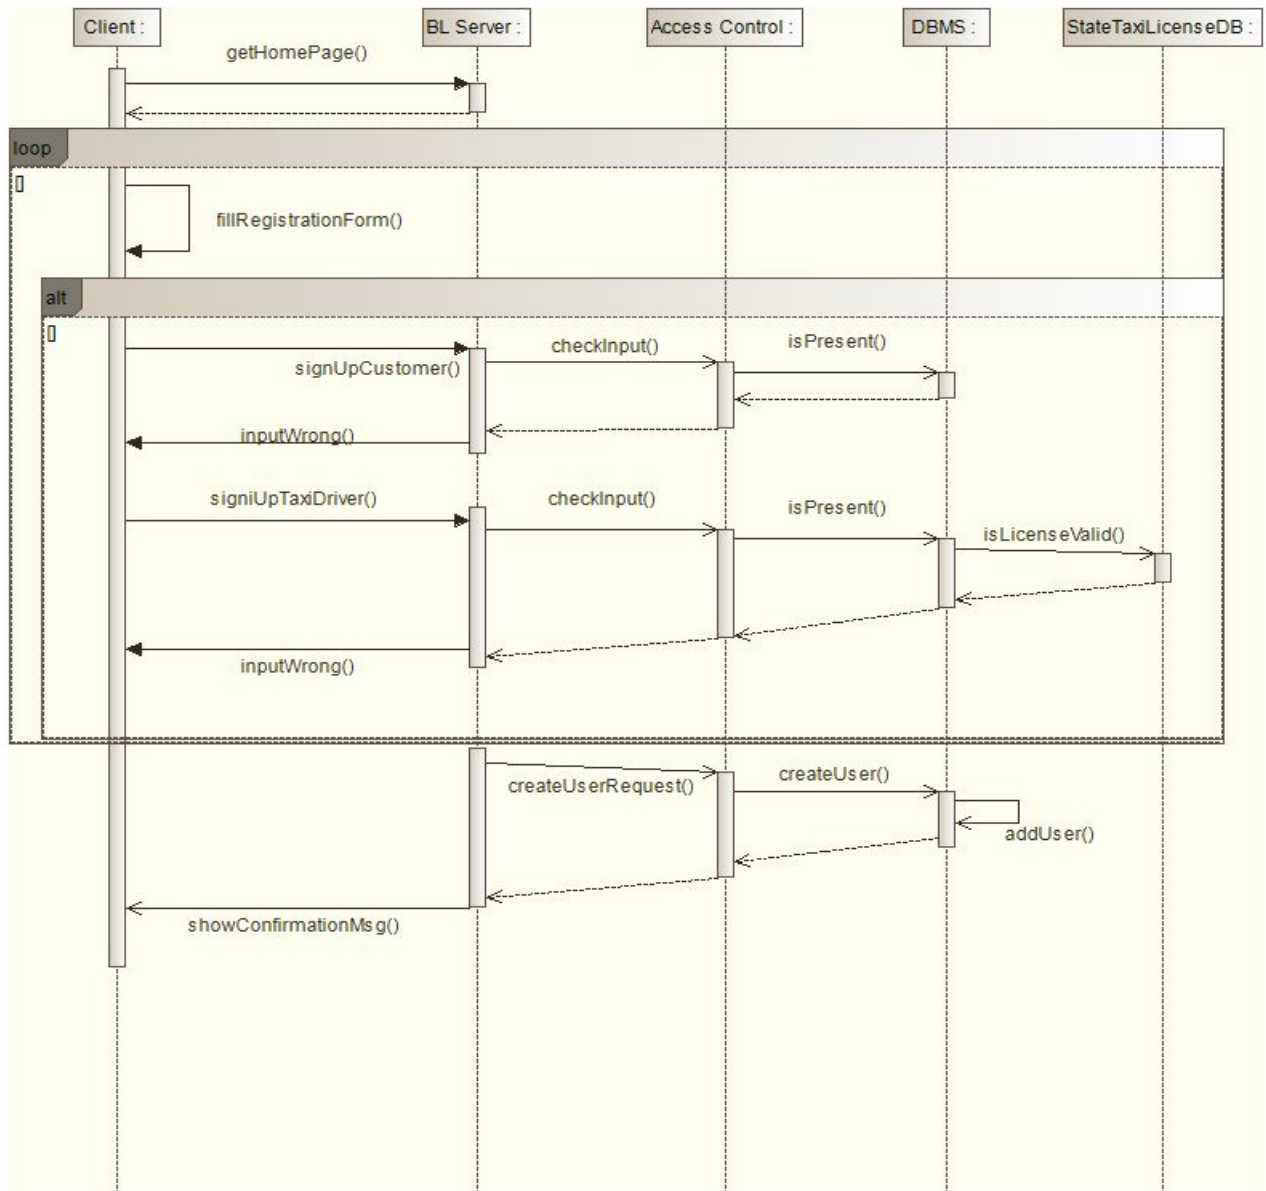 Client :
BL Server :
Access Control :
DBMS :
StateTaxiLicenseDB :
getHomePage()
loop
[]
fillRegistrationForm()
alt
[]
signUpCustomer()
checkInput()
isPresent()
inputWrong()
signiUpTaxiDriver()
checkInput()
isPresent()
isLicenseValid()
inputWrong()
createUserRequest()
createUser()
addUser()
showConfirmationMsg()